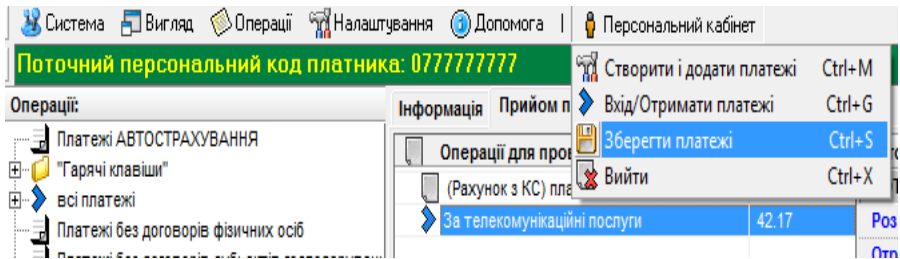 Система Вигляд Операції Налаштування Допомога | Персональний кабінет
Поточний персональний код платника: 0777777777
Створити і додати платежі Ctrl+M
Вхід/Отримати платежі Ctrl+G
Зберегти платежі Ctrl+S
Вийти Ctrl+X
Операції:
Платежі АВТОСТРАХУВАННЯ
"Гарячі клавіши"
всі платежі
Платежі без договорів фізичних осіб
Інформація Прийом п
Операції для пров
(Рахунок з КС) пла
За телекомунікаційні послуги 42.17
Роз
Отр